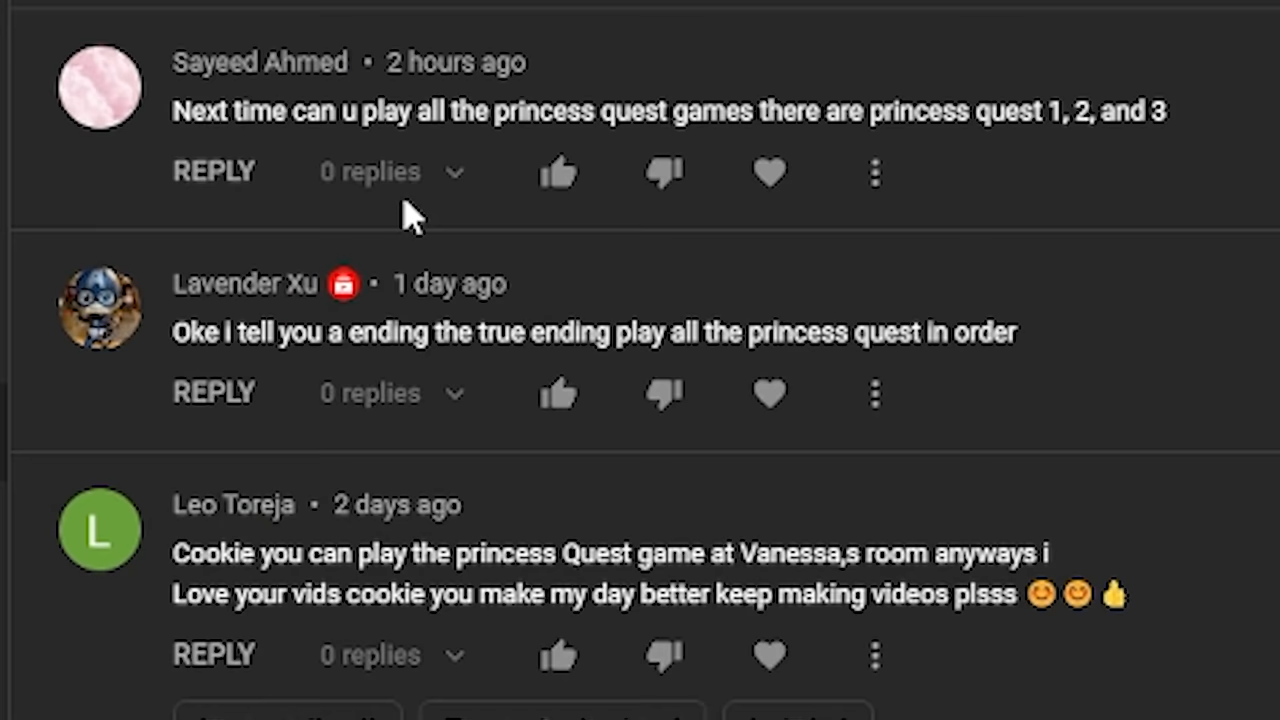 Sayeed Ahmed • 2 hours ago
Next time can u play all the princess quest games there are princess quest 1, 2, and 3
REPLY 0 replies
Lavender Xu • 1 day ago
Oke i tell you a ending the true ending play all the princess quest in order
REPLY 0 replies
L
Leo Toreja • 2 days ago
Cookie you can play the princess Quest game at Vanessa,s room anyways i
Love your vids cookie you make my day better keep making videos plsss 😊 😊 👍
REPLY 0 replies